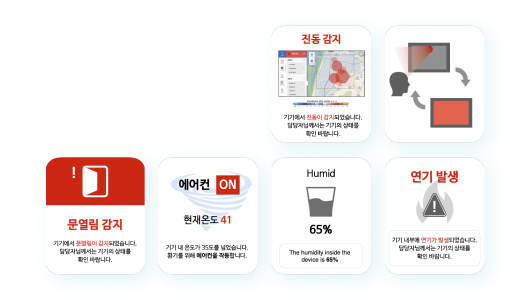 진동 감지
기기에서 진동이 감지되었습니다.
담당자님께서는 기기의 상태를
확인 바랍니다.
!
문열림 감지
기기에서 문열림이 감지되었습니다.
담당자님께서는 기기의 상태를
확인 바랍니다.
에어컨 ON
현재온도 41
기기 내 온도가 35도를 넘었습니다.
환기를 위해 에어컨을 작동합니다.
Humid
65%
The humidity inside the
device is 65%
연기 발생
!
기기 내부에 연기가 발생되었습니다.
담당자님께서는 기기의 상태를
확인 바랍니다.